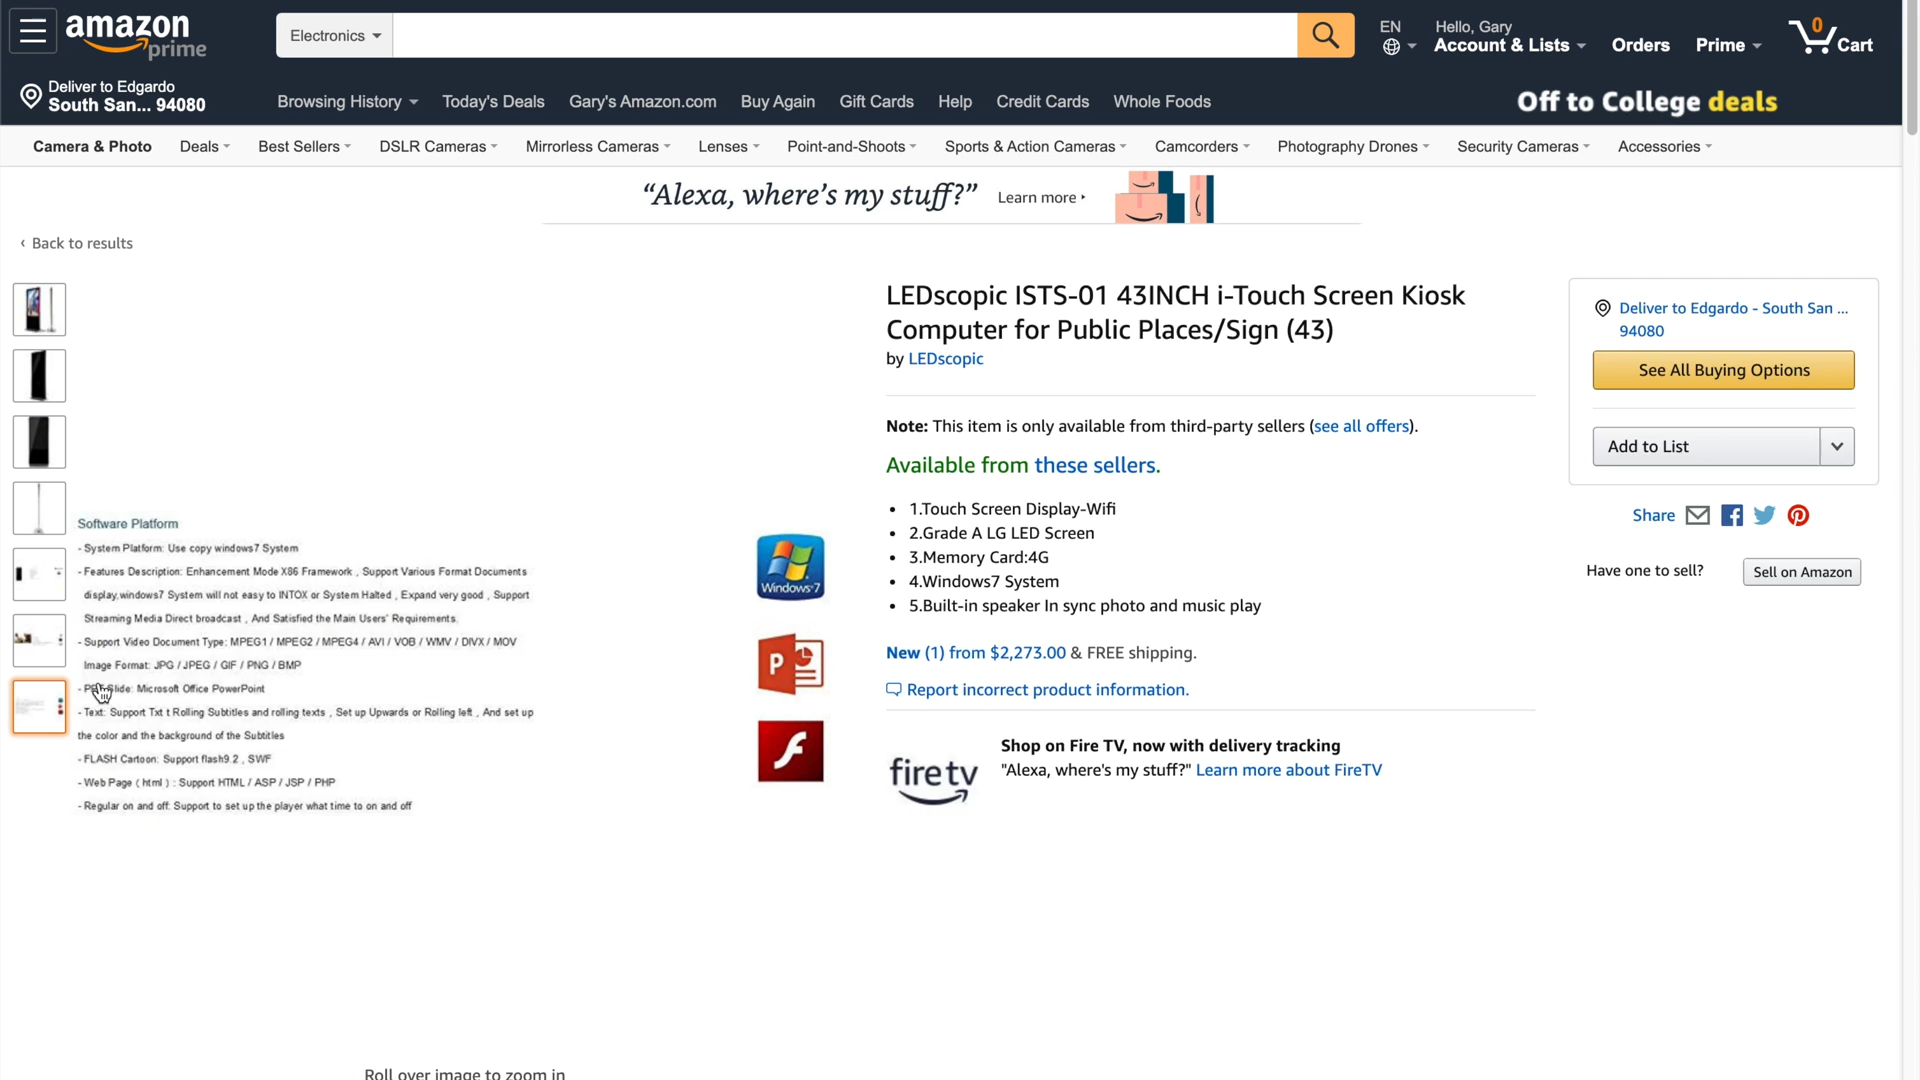 amazon
prime
Electronics
EN
Hello, Gary
Account & Lists
Orders
Prime
0
Cart
Deliver to Edgardo
South San... 94080
Browsing History
Today's Deals
Gary's Amazon.com
Buy Again
Gift Cards
Help
Credit Cards
Whole Foods
Off to College deals
Camera & Photo
Deals
Best Sellers
DSLR Cameras
Mirrorless Cameras
Lenses
Point-and-Shoots
Sports & Action Cameras
Camcorders
Photography Drones
Security Cameras
Accessories
“Alexa, where’s my stuff?”
Learn more
‹ Back to results
Software Platform
- System Platform: Use copy windows7 System
- Features Description: Enhancement Mode X86 Framework , Support Various Format Documents
display,windows7 System will not easy to INTOX or System Halted , Expand very good , Support
Streaming Media Direct broadcast , And Satisfied the Main Users' Requirements.
- Support Video Document Type: MPEG1 / MPEG2 / MPEG4 / AVI / VOB / WMV / DIVX / MOV
Image Format: JPG / JPEG / GIF / PNG / BMP
Slide: Microsoft Office PowerPoint
- Text: Support Txt t Rolling Subtitles and rolling texts , Set up Upwards or Rolling left , And set up
the color and the background of the Subtitles
- FLASH Cartoon: Support flash9.2 , SWF
- Web Page ( html ) : Support HTML / ASP / JSP / PHP
- Regular on and off: Support to set up the player what time to on and off
Windows 7
P
LEDscopic ISTS-01 43INCH i-Touch Screen Kiosk
Computer for Public Places/Sign (43)
by LEDscopic
Note: This item is only available from third-party sellers (see all offers).
Available from these sellers.
• 1.Touch Screen Display-Wifi
• 2.Grade A LG LED Screen
• 3.Memory Card:4G
• 4.Windows7 System
• 5.Built-in speaker In sync photo and music play
New (1) from $2,273.00 & FREE shipping.
Report incorrect product information.
fire tv
Shop on Fire TV, now with delivery tracking
"Alexa, where's my stuff?" Learn more about FireTV
Deliver to Edgardo - South San ...
94080
See All Buying Options
Add to List
Share
Have one to sell?
Sell on Amazon
Roll over image to zoom in